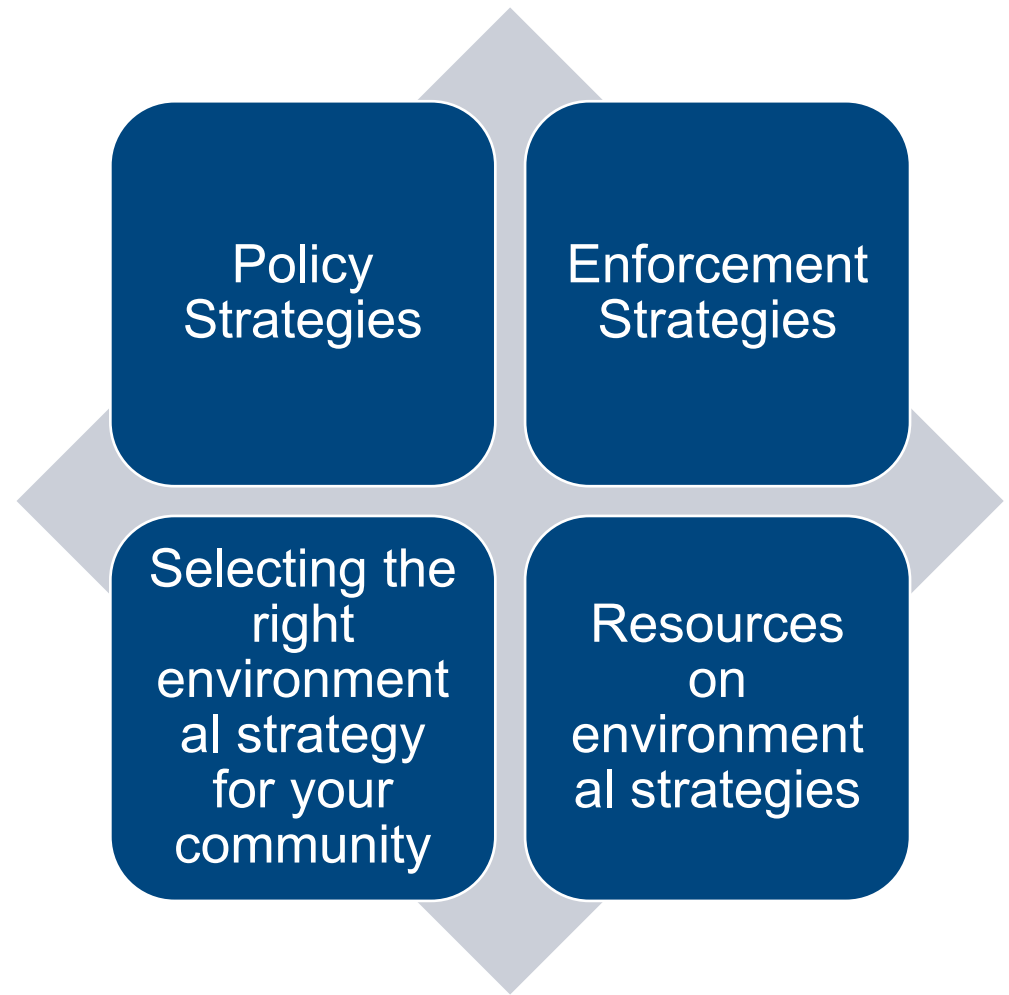 Policy
Strategies
Enforcement
Strategies
Selecting the
right
environment
al strategy
for your
community
Resources
on
environment
al strategies